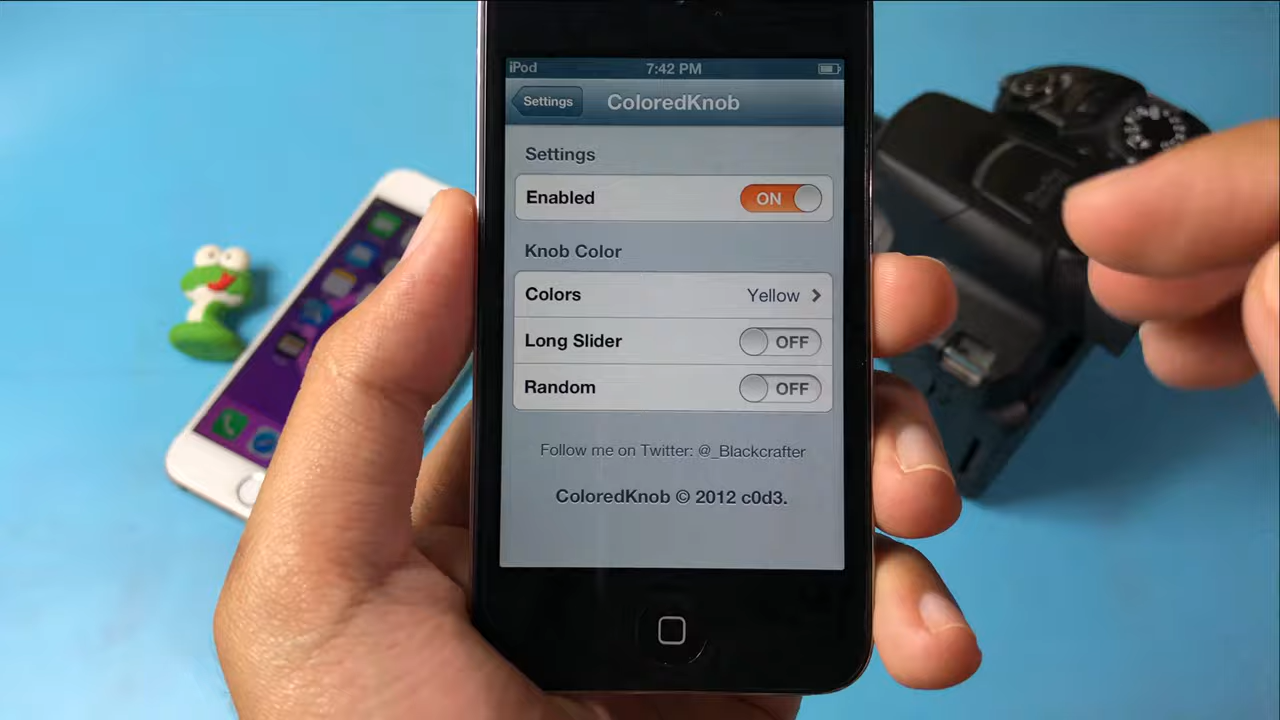 iPod 7:42 PM
Settings ColoredKnob
Settings
Enabled ON
Knob Color
Colors Yellow
Long Slider OFF
Random OFF
Follow me on Twitter: @_Blackcrafter
ColoredKnob © 2012 c0d3.